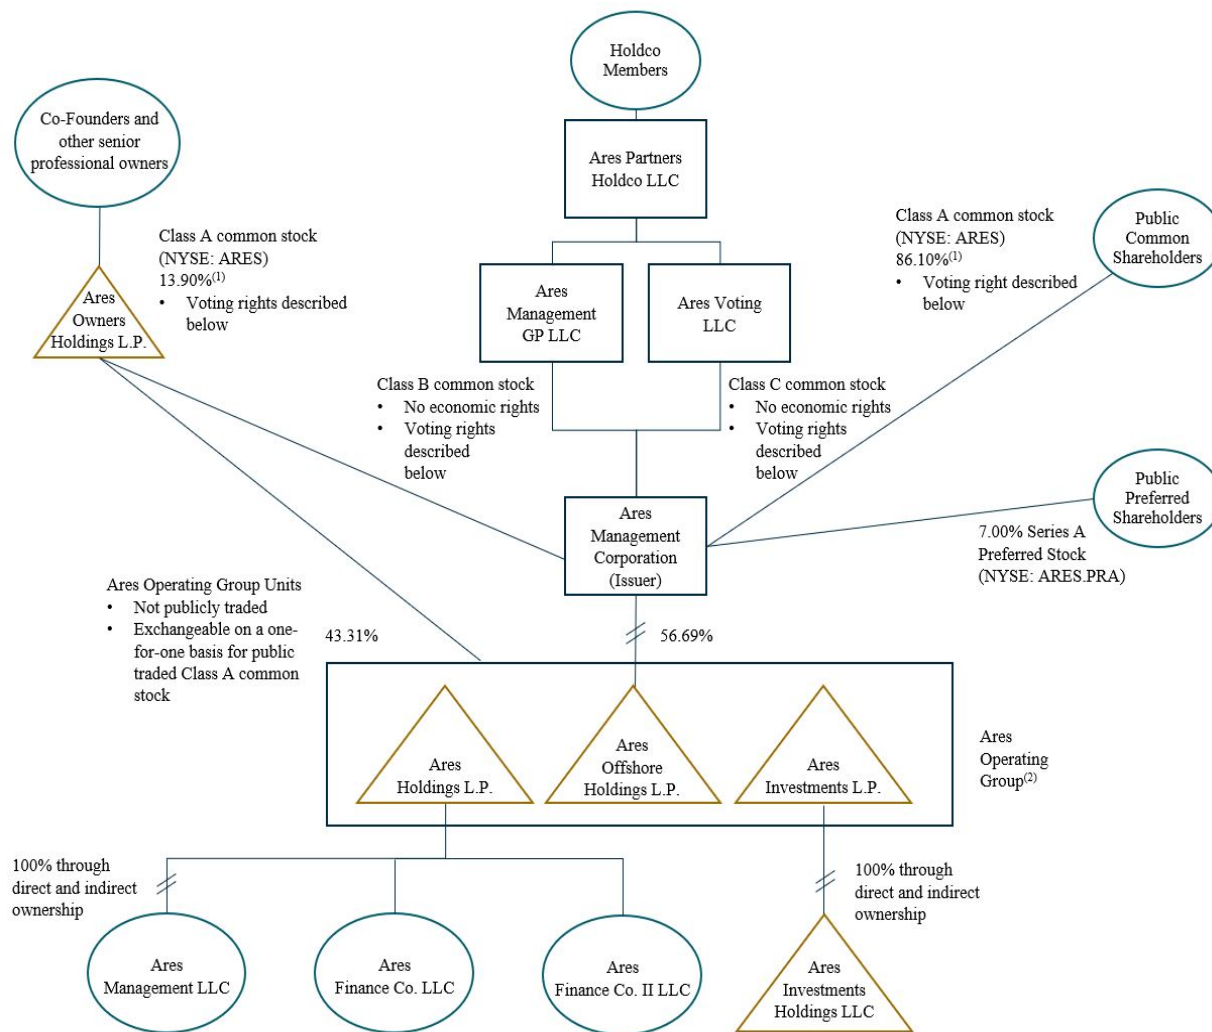 Holdco
Members
Co-Founders and
other senior
professional owners
Ares Partners
Holdco LLC
Class A common stock
(NYSE: ARES)
13.90%(1)
• Voting rights described
below
Class A common stock
(NYSE: ARES)
86.10%(1)
• Voting right described
below
Public
Common
Shareholders
Ares
Owners
Holdings L.P.
Ares
Management
GP LLC
Ares Voting
LLC
Class B common stock
• No economic rights
• Voting rights
described
below
Class C common stock
• No economic rights
• Voting rights
described
below
Public
Preferred
Shareholders
Ares
Management
Corporation
(Issuer)
7.00% Series A
Preferred Stock
(NYSE: ARES.PRA)
Ares Operating Group Units
• Not publicly traded
• Exchangeable on a one-
for-one basis for public
traded Class A common
stock
43.31%
56.69%
Ares
Holdings L.P.
Ares
Offshore
Holdings L.P.
Ares
Investments L.P.
Ares
Operating
Group(2)
100% through
direct and indirect
ownership
100% through
direct and indirect
ownership
Ares
Management LLC
Ares
Finance Co. LLC
Ares
Finance Co. II LLC
Ares
Investments
Holdings LLC